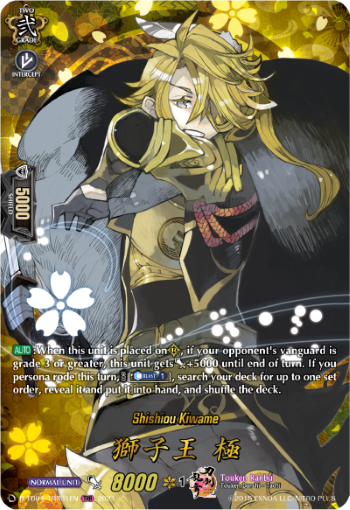 TWO
弐
GRADE
INTERCEPT
5000
SHIELD
AUTO:When this unit is placed on R, if your opponent's vanguard is
grade 3 or greater, this unit gets +5000 until end of turn. If you
persona rode this turn, BLAST 1, search your deck for up to one set
order, reveal it and put it into hand, and shuffle the deck.
Shishiou Kiwame
獅子王 極
NORMAL UNIT
8000
1
Touken Ranbu